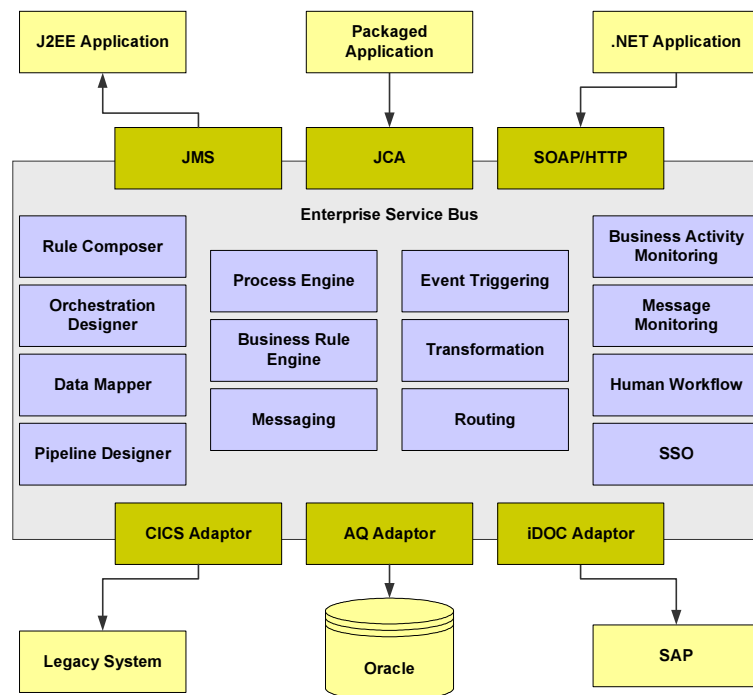 J2EE Application
Packaged
Application
.NET Application
JMS
JCA
SOAP/HTTP
Enterprise Service Bus
Rule Composer
Orchestration
Designer
Data Mapper
Pipeline Designer
Process Engine
Business Rule
Engine
Messaging
Event Triggering
Transformation
Routing
Business Activity
Monitoring
Message
Monitoring
Human Workflow
SSO
CICS Adaptor
AQ Adaptor
iDOC Adaptor
Legacy System
Oracle
SAP